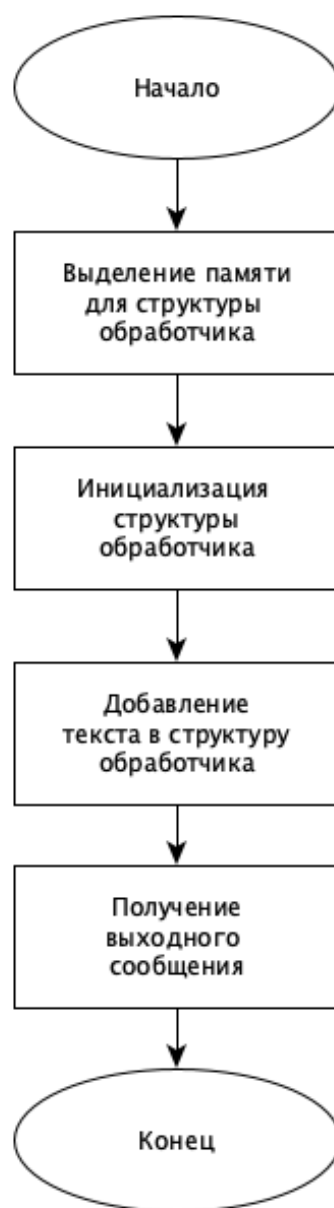 Начало
Выделение памяти
для структуры
обработчика
Инициализация
структуры
обработчика
Добавление
текста в структуру
обработчика
Получение
выходного
сообщения
Конец